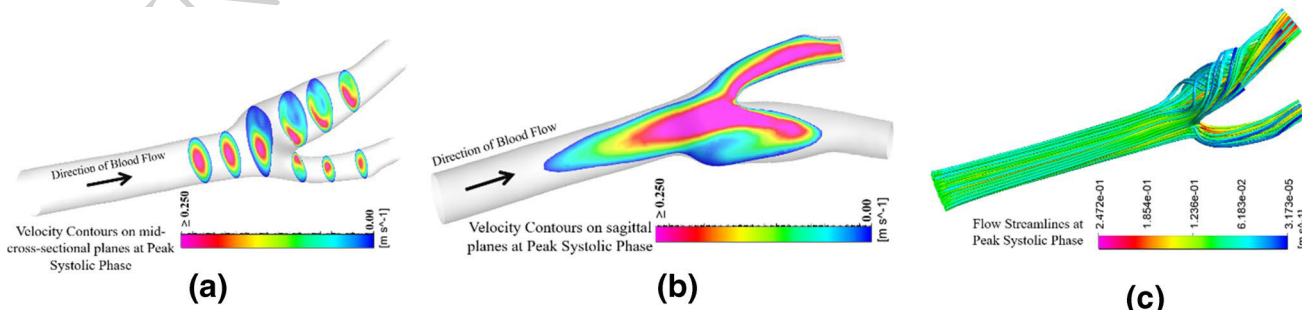 Direction of Blood Flow
≥ 0.250
0.00
[m s^-1]
Velocity Contours on mid-
cross-sectional planes at Peak
Systolic Phase
(a)
Direction of Blood Flow
≥ 0.250
0.00
[m s^-1]
Velocity Contours on sagittal
planes at Peak Systolic Phase
(b)
Flow Streamlines at
Peak Systolic Phase
2.472e-01
1.854e-01
1.236e-01
6.183e-02
3.173e-05
(c)